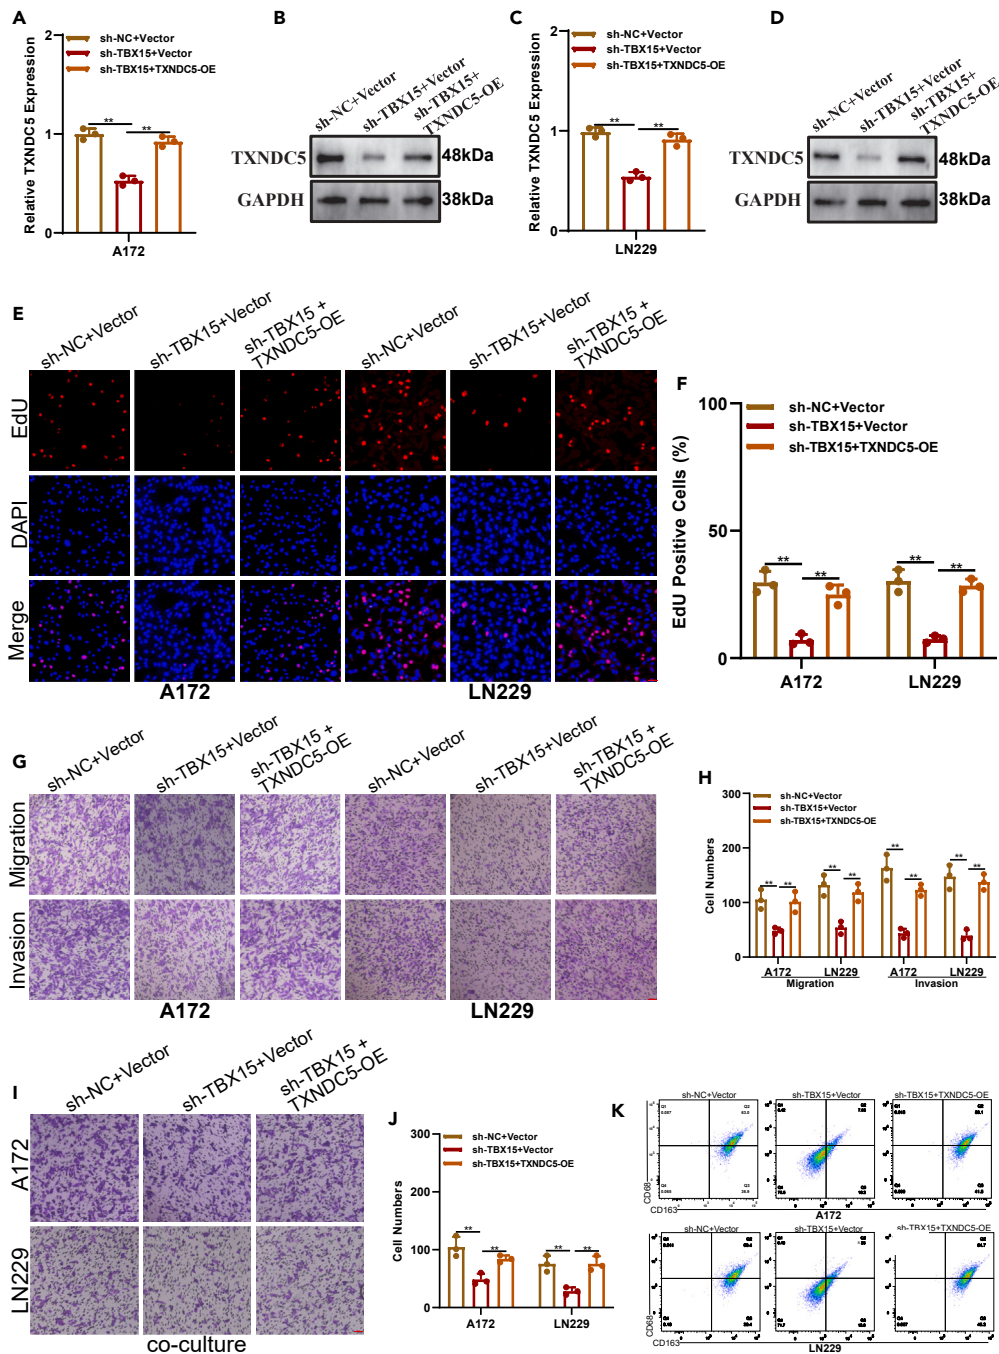 A
sh-NC+Vector
sh-TBX15+Vector
sh-TBX15+TXNDC5-OE
Relative TXNDC5 Expression
2
1
0
**
**
A172
B
sh-NC+Vector
sh-TBX15+Vector
sh-TBX15+
TXNDC5-OE
TXNDC5
48kDa
GAPDH
38kDa
C
sh-NC+Vector
sh-TBX15+Vector
sh-TBX15+TXNDC5-OE
Relative TXNDC5 Expression
2
1
0
**
**
LN229
D
sh-NC+Vector
sh-TBX15+Vector
sh-TBX15+
TXNDC5-OE
TXNDC5
48kDa
GAPDH
38kDa
E
sh-NC+Vector
sh-TBX15+Vector
sh-TBX15 +
TXNDC5-OE
sh-NC+Vector
sh-TBX15+Vector
sh-TBX15 +
TXNDC5-OE
EdU
DAPI
Merge
A172
LN229
F
sh-NC+Vector
sh-TBX15+Vector
sh-TBX15+TXNDC5-OE
EdU Positive Cells (%)
100
50
0
**
**
**
**
A172
LN229
G
sh-NC+Vector
sh-TBX15+Vector
sh-TBX15 +
TXNDC5-OE
sh-NC+Vector
sh-TBX15+Vector
sh-TBX15 +
TXNDC5-OE
Migration
Invasion
A172
LN229
H
sh-NC+Vector
sh-TBX15+Vector
sh-TBX15+TXNDC5-OE
Cell Numbers
300
200
100
0
**
**
**
**
**
**
**
**
A172
LN229
A172
LN229
Migration
Invasion
I
sh-NC+Vector
sh-TBX15+Vector
sh-TBX15 +
TXNDC5-OE
A172
LN229
co-culture
J
sh-NC+Vector
sh-TBX15+Vector
sh-TBX15+TXNDC5-OE
Cell Numbers
300
200
100
0
**
**
**
**
A172
LN229
K
sh-NC+Vector
sh-TBX15+Vector
sh-TBX15+TXNDC5-OE
CD68
CD163
A172
sh-NC+Vector
sh-TBX15+Vector
sh-TBX15+TXNDC5-OE
CD68
CD163
LN229